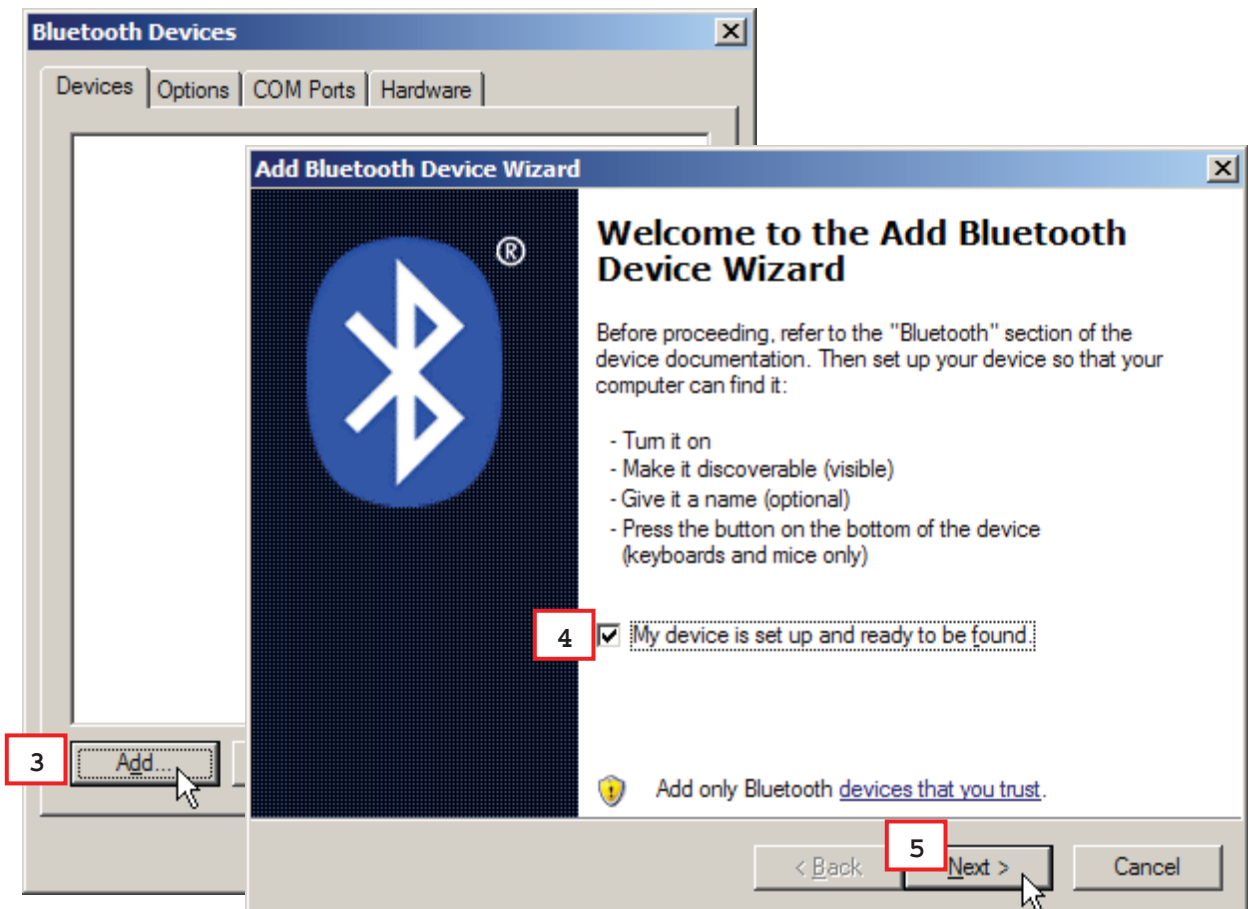 Bluetooth Devices
Devices Options COM Ports Hardware
Add Bluetooth Device Wizard
®
Welcome to the Add Bluetooth
Device Wizard
Before proceeding, refer to the "Bluetooth" section of the
device documentation. Then set up your device so that your
computer can find it:
- Turn it on
- Make it discoverable (visible)
- Give it a name (optional)
- Press the button on the bottom of the device
(keyboards and mice only)
4 My device is set up and ready to be found.
3 Add...
Add only Bluetooth devices that you trust.
5
< Back Next > Cancel